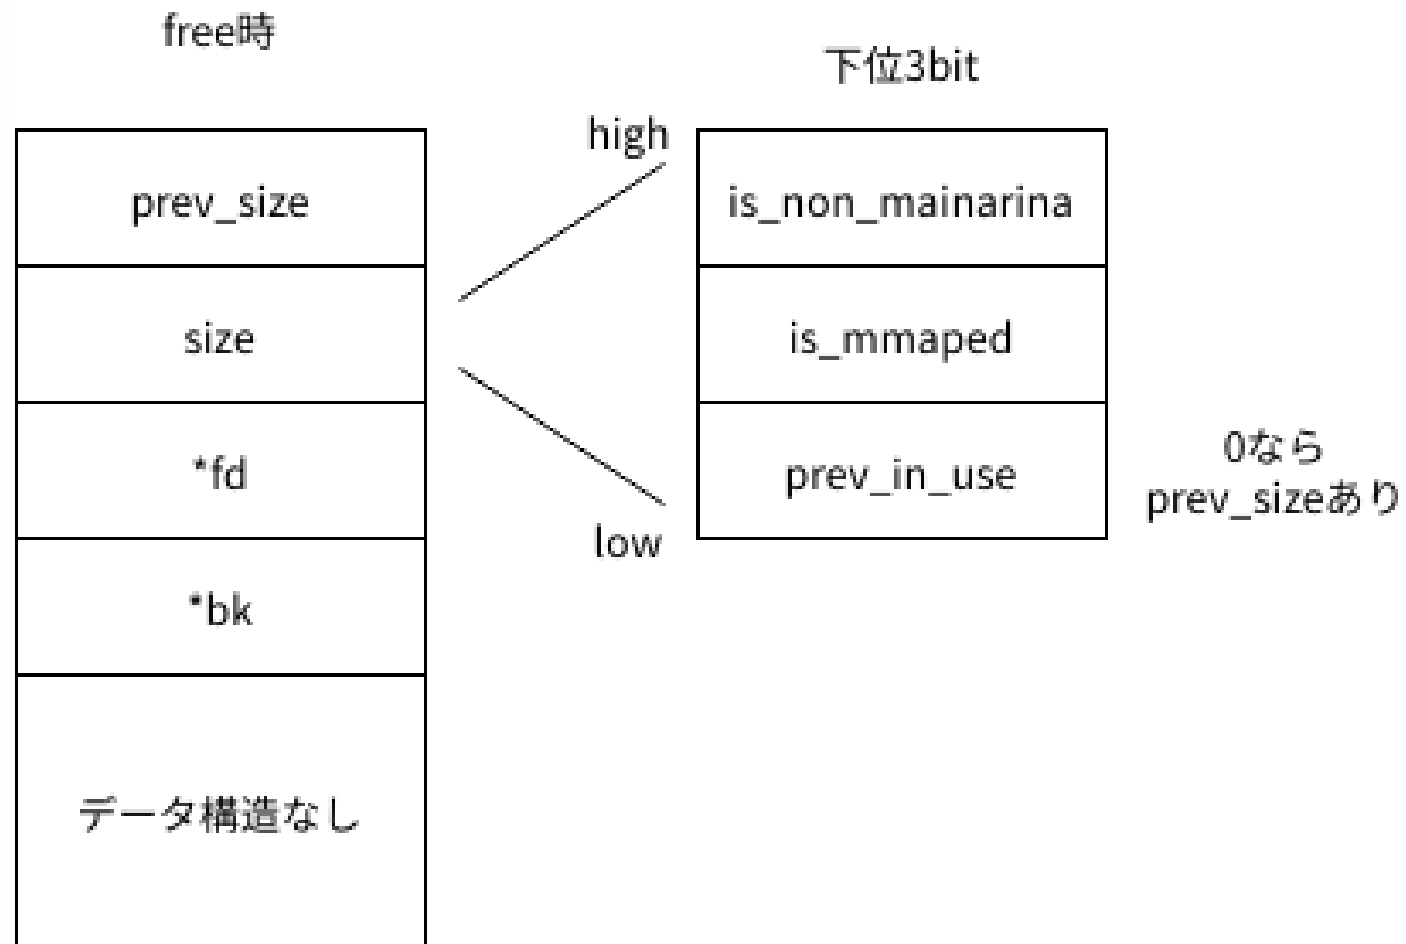 free時
prev_size
size
*fd
*bk
データ構造なし
下位3bit
high
low
is_non_mainarina
is_mmaped
prev_in_use
0なら
prev_sizeあり